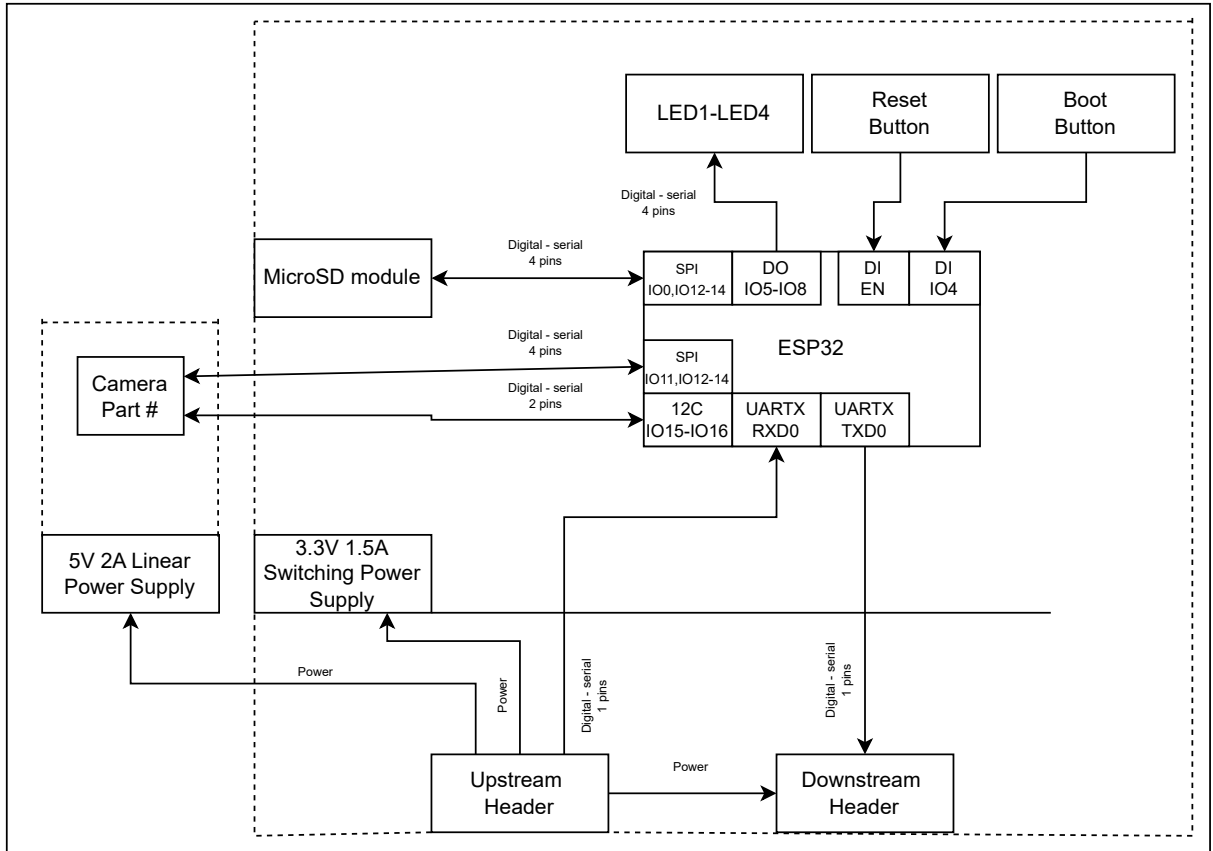 LED1-LED4
Reset
Button
Boot
Button
Digital - serial
4 pins
MicroSD module
Digital - serial
4 pins
SPI
IO0,IO12-14
DO
IO5-IO8
DI
EN
DI
IO4
ESP32
Camera
Part #
Digital - serial
4 pins
SPI
IO11,IO12-14
Digital - serial
2 pins
12C
IO15-IO16
UARTX
RXD0
UARTX
TXD0
5V 2A Linear
Power Supply
3.3V 1.5A
Switching Power
Supply
Power
Power
Digital - serial
1 pins
Digital - serial
1 pins
Upstream
Header
Power
Downstream
Header